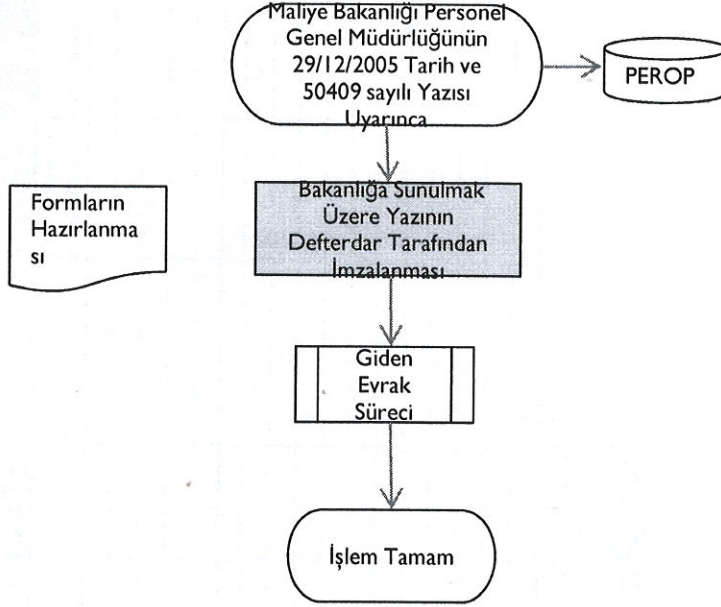 Maliye Bakanlığı Personel
Genel Müdürlüğünün
29/12/2005 Tarih ve
50409 sayılı Yazısı
Uyarınca
PEROP
Formların
Hazırlanma
sı
Bakanlığa Sunulmak
Üzere Yazının
Defterdar Tarafından
İmzalanması
Giden
Evrak
Süreci
İşlem Tamam